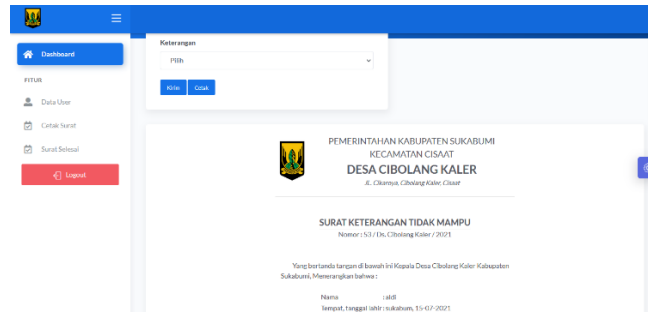 Keterangan
Dashboard
Pilih
FITUR
Kirim Cetak
Data User
Cetak Surat
Surat Selesai
Logout
PEMERINTAHAN KABUPATEN SUKABUMI
KECAMATAN CISAAT
DESA CIBOLANG KALER
JL. Cikaroya, Cibolang Kaler, Cisaat
SURAT KETERANGAN TIDAK MAMPU
Nomor : 53 / Ds. Cibolang Kaler / 2021
Yang bertanda tangan di bawah ini Kepala Desa Cibolang Kaler Kabupaten
Sukabumi, Menerangkan bahwa :
Nama : aldi
Tempat, tanggal lahir : sukabum, 15-07-2021